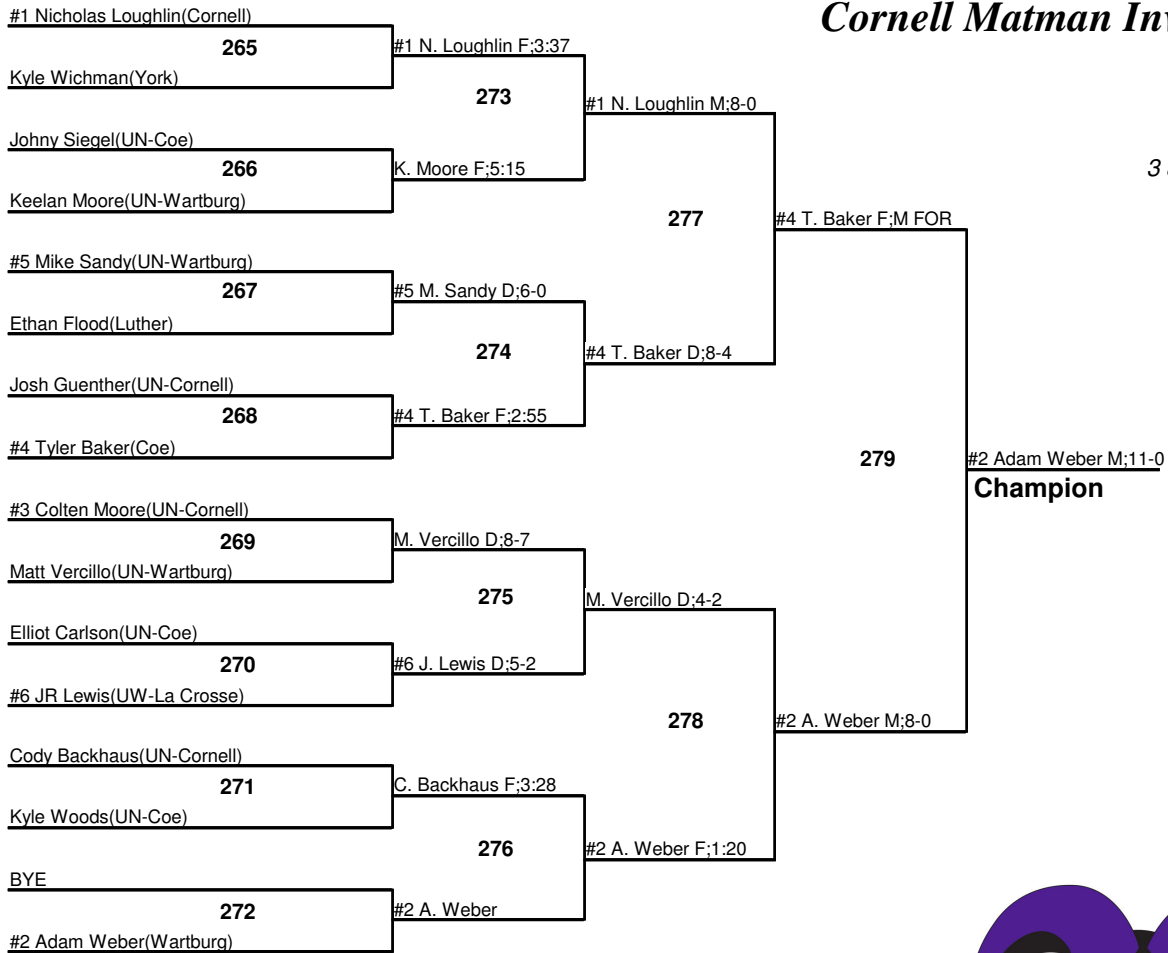 Cornell Matman Inv
#1 Nicholas Loughlin(Cornell)
265
Kyle Wichman(York)
#1 N. Loughlin F;3:37
273
Johny Siegel(UN-Coe)
266
Keelan Moore(UN-Wartburg)
K. Moore F;5:15
#1 N. Loughlin M;8-0
3
277
#5 Mike Sandy(UN-Wartburg)
267
Ethan Flood(Luther)
#5 M. Sandy D;6-0
274
Josh Guenther(UN-Cornell)
268
#4 Tyler Baker(Coe)
#4 T. Baker F;2:55
#4 T. Baker D;8-4
#4 T. Baker F;M FOR
279
#2 Adam Weber M;11-0
Champion
#3 Colten Moore(UN-Cornell)
269
Matt Vercillo(UN-Wartburg)
M. Vercillo D;8-7
275
Elliot Carlson(UN-Coe)
270
#6 JR Lewis(UW-La Crosse)
#6 J. Lewis D;5-2
M. Vercillo D;4-2
278
#2 A. Weber M;8-0
Cody Backhaus(UN-Cornell)
271
Kyle Woods(UN-Coe)
C. Backhaus F;3:28
276
BYE
272
#2 Adam Weber(Wartburg)
#2 A. Weber
#2 A. Weber F;1:20